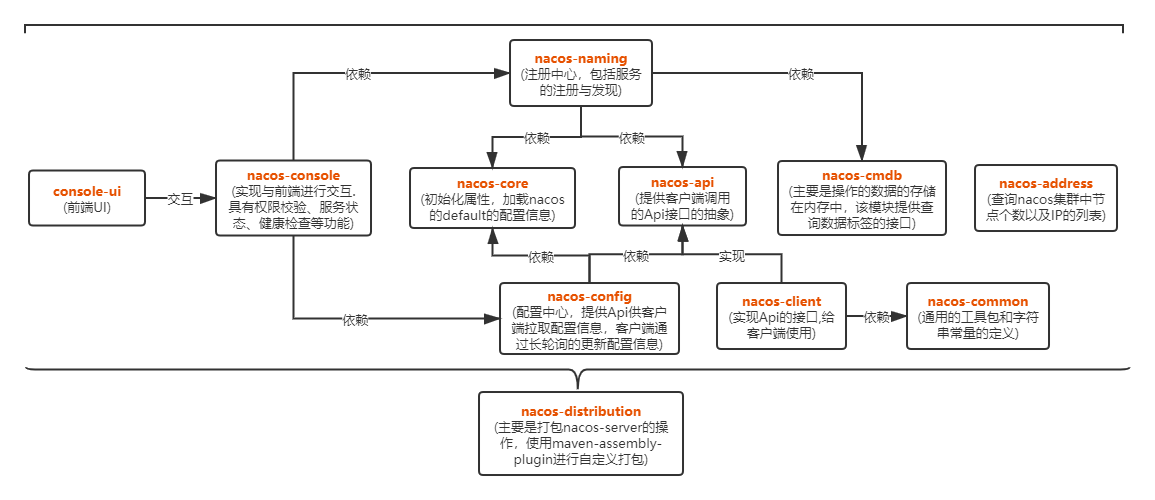 nacos-naming
(注册中心，包括服务
的注册与发现)
依赖
依赖
依赖
依赖
console-ui
(前端UI)
交互
nacos-console
(实现与前端进行交互.
具有权限校验、服务状
态、健康检查等功能)
nacos-core
(初始化属性，加载nacos
的default的配置信息)
nacos-api
(提供客户端调用
的Api接口的抽象)
nacos-cmdb
(主要是操作的数据的存储
在内存中，该模块提供查
询数据标签的接口)
nacos-address
(查询nacos集群中节
点个数以及IP的列表)
依赖
依赖
实现
依赖
nacos-config
(配置中心，提供Api供客户
端拉取配置信息，客户端通
过长轮询的更新配置信息)
nacos-client
(实现Api的接口,给
客户端使用)
依赖
nacos-common
(通用的工具包和字符
串常量的定义)
nacos-distribution
(主要是打包nacos-server的操
作，使用maven-assembly-
plugin进行自定义打包)